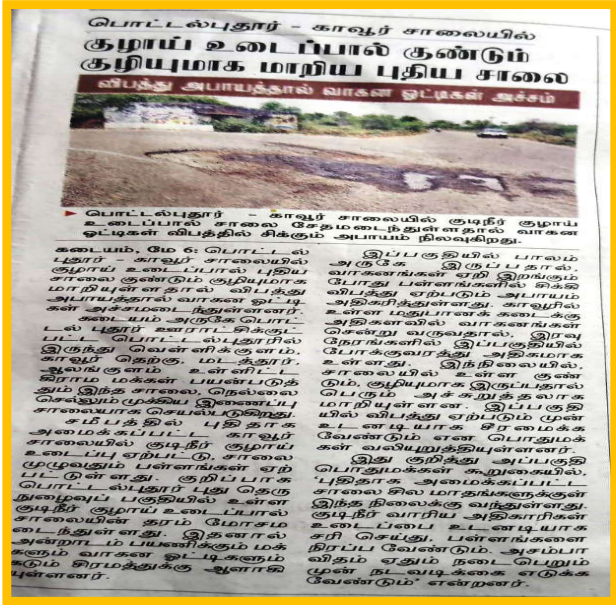 பொட்டல்புதூர் – காவூர் சாலையில்
குழாய் உடைப்பால் குண்டும்
குழியுமாக மாறிய புதிய சாலை
விபத்து அபாயத்தால் வாகன ஓட்டிகள் அச்சம்
பொட்டல்புதூர் – காவூர் சாலையில் குடிநீர் குழாய்
உடைப்பால் சாலை சேதமடைந்துள்ளதால் வாகன
ஓட்டிகள் விபத்தில் சிக்கும் அபாயம் நிலவுகிறது.
கடையம், மே 6: பொட்டல்
புதூர் – காவூர் சாலையில்
குழாய் உடைப்பால் புதிய
சாலை குண்டும் குழியுமாக
மாறியுள்ளதால் விபத்து
அபாயத்தால் வாகன ஓட்டி
கள் அச்சமடைந்துள்ளனர்.
கடையம் அருகே பொட்
டல் புதூர் ஊராட்சிக்குட்
பட்ட பொட்டல்புதூரில்
இருந்து வெள்ளிக்குளம்,
காவூர் தெற்கு, மடத்தூர்,
ஆலங்குளம் உள்ளிட்ட
கிராம மக்கள் பயன்படுத்
தும் இந்த சாலை, நெல்லை
செல்லும் முக்கிய இணைப்பு
சாலையாக செயல்படுகிறது.
சமீபத்தில் புதிதாக
அமைக்கப்பட்ட காவூர்
சாலையில் குடிநீர் குழாய்
உடைப்பு ஏற்பட்டு, சாலை
முழுவதும் பள்ளங்கள் ஏற்
பட்டுள்ளது. குறிப்பாக
பொட்டல்புதூர் புது தெரு
நுழைவுப் பகுதியில் உள்ள
குடிநீர் குழாய் உடைப்பால்
சாலையின் தரம் மோசம
டைந்துள்ளது. இதனால்
அன்றாடம் பயணிக்கும் மக்
களும் வாகன ஓட்டிகளும்
கடும் சிரமத்துக்கு ஆளாகி
யுள்ளனர்.
இப்பகுதியில் பாலம்
அருகே இருப்பதால்,
வாகனங்கள் ஏறி இறங்கும்
போது பள்ளங்களில் சிக்கி
விபத்து ஏற்படும் அபாயம்
அதிகரித்துள்ளது. காவூரில்
உள்ள மதுபானக் கடைக்கு
அதிகளவில் வாகனங்கள்
சென்று வருவதால், இரவு
நேரங்களில் இப்பகுதியில்
போக்குவரத்து அதிகமாக
உள்ளது. இந்நிலையில்,
சாலையில் உள்ள குண்
டும், குழியுமாக இருப்பதால்
பெரும் அச்சுறுத்தலாக
மாறியுள்ளன. இப்பகுதி
யில் விபத்து ஏற்படும் முன்
உடனடியாக சீரமைக்க
வேண்டும் என பொதுமக்
கள் வலியுறுத்தியுள்ளனர்.
இது குறித்து அப்பகுதி
பொதுமக்கள் கூறுகையில்,
'புதிதாக அமைக்கப்பட்ட
சாலை சில மாதங்களுக்குள்
இந்த நிலைக்கு வந்துள்ளது.
குடிநீர் வாரிய அதிகாரிகள்
உடைப்பை உடனடியாக
சரி செய்து, பள்ளங்களை
நிரப்ப வேண்டும். அசம்பா
விதம் ஏதும் நடைபெறும்
முன் நடவடிக்கை எடுக்க
வேண்டும்' என்றனர்.